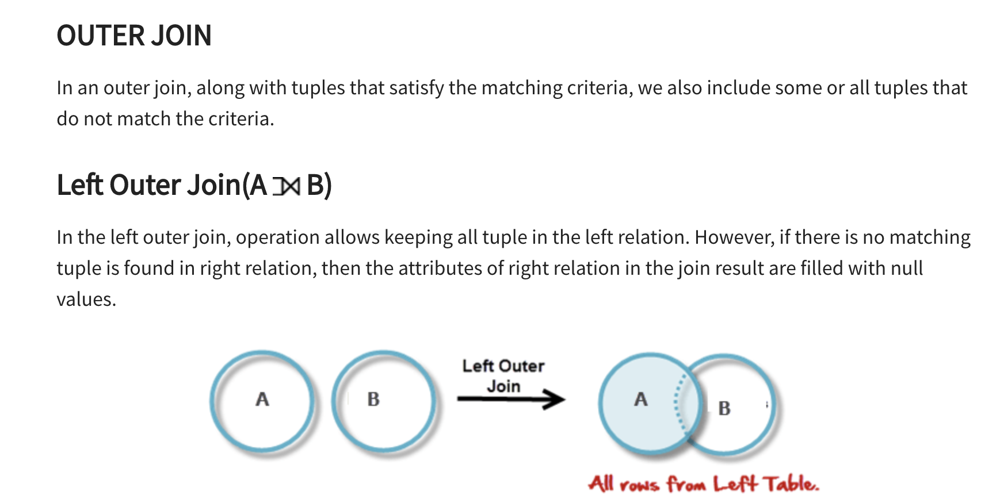 OUTER JOIN
In an outer join, along with tuples that satisfy the matching criteria, we also include some or all tuples that
do not match the criteria.
Left Outer Join(A ⟕ B)
In the left outer join, operation allows keeping all tuple in the left relation. However, if there is no matching
tuple is found in right relation, then the attributes of right relation in the join result are filled with null
values.
A
B
Left Outer
Join
A
B
All rows from Left Table.